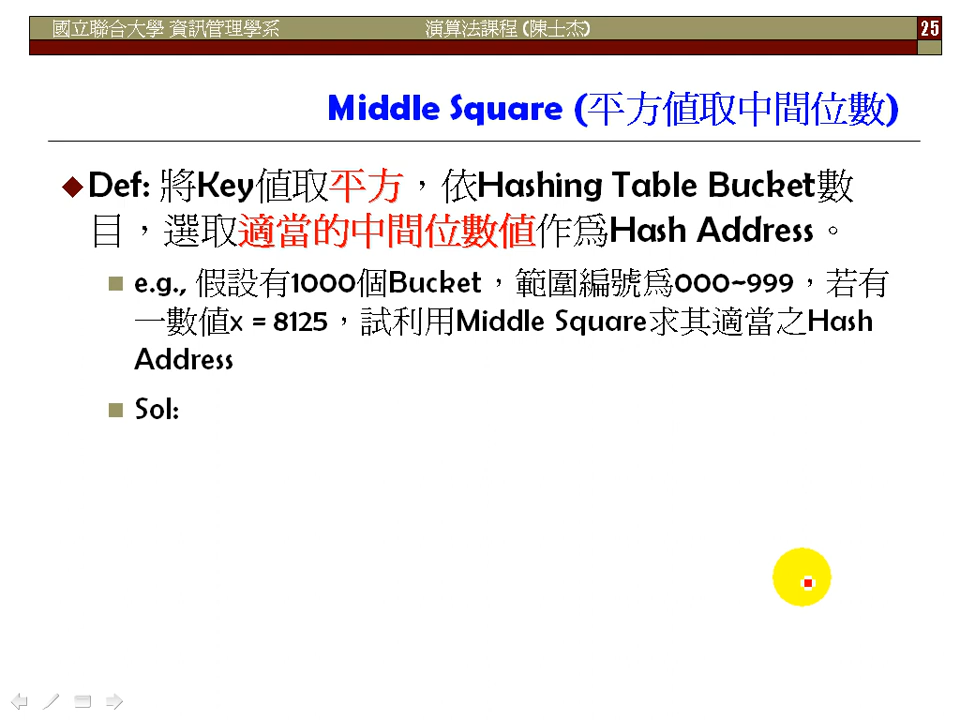 國立聯合大學 資訊管理學系 演算法課程 (陳士杰) 25
Middle Square (平方值取中間位數)
Def: 將Key值取平方，依Hashing Table Bucket數
目，選取適當的中間位數值作為Hash Address。
e.g., 假設有1000個Bucket，範圍編號為000~999，若有
一數值x = 8125，試利用Middle Square求其適當之Hash
Address
Sol: